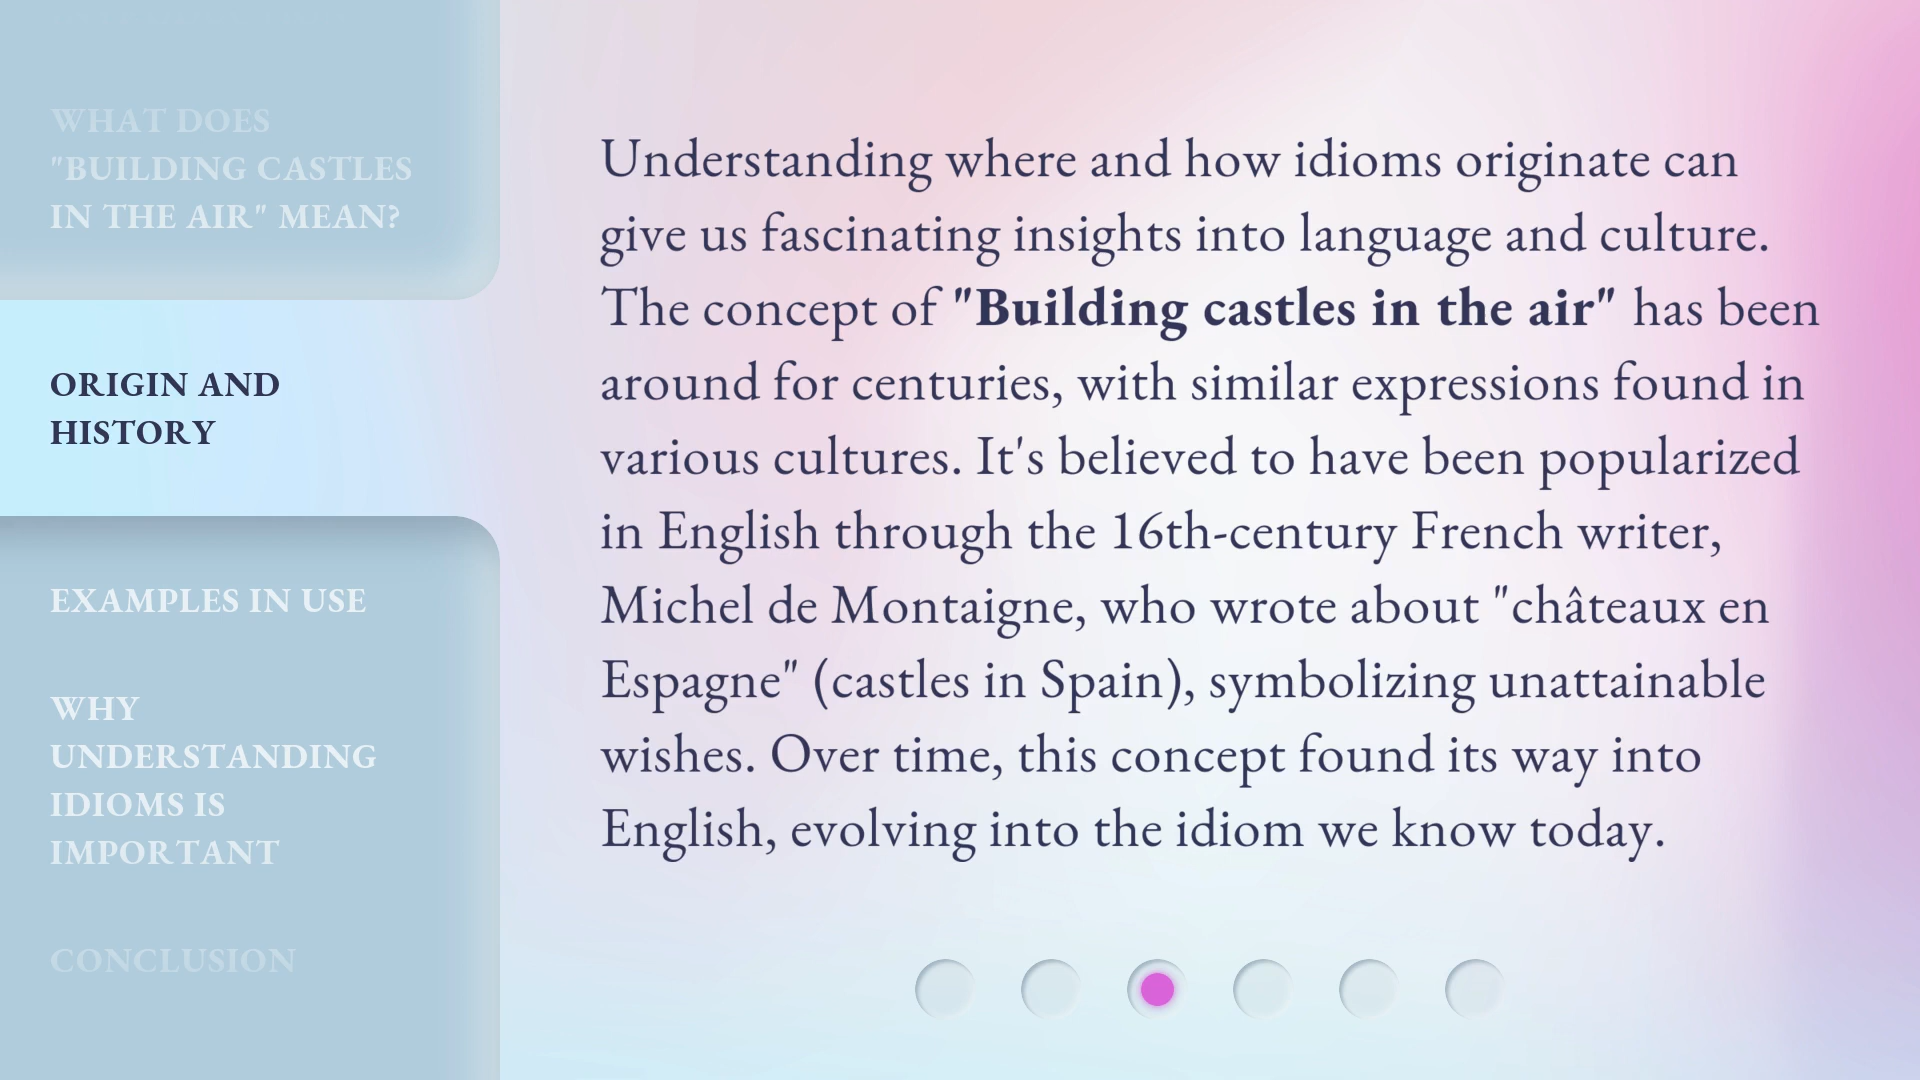 WHAT DOES
"BUILDING CASTLES
IN THE AIR" MEAN?
ORIGIN AND
HISTORY
EXAMPLES IN USE
WHY
UNDERSTANDING
IDIOMS IS
IMPORTANT
CONCLUSION
Understanding where and how idioms originate can
give us fascinating insights into language and culture.
The concept of "Building castles in the air" has been
around for centuries, with similar expressions found in
various cultures. It's believed to have been popularized
in English through the 16th-century French writer,
Michel de Montaigne, who wrote about "châteaux en
Espagne" (castles in Spain), symbolizing unattainable
wishes. Over time, this concept found its way into
English, evolving into the idiom we know today.